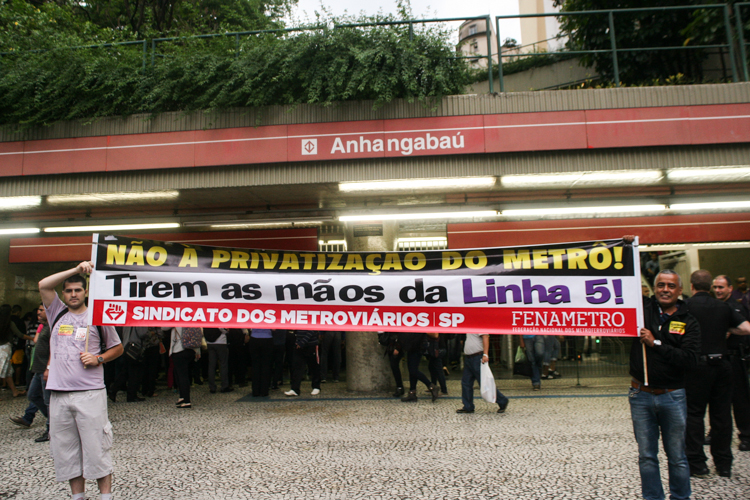 Anhangabaú
NÃO À PRIVATIZAÇÃO DO METRÔ!
Tirem as mãos da Linha 5!
SINDICATO DOS METROVIÁRIOS | SP
FENAMETRO
FEDERAÇÃO NACIONAL DOS METROFERROVIÁRIOS